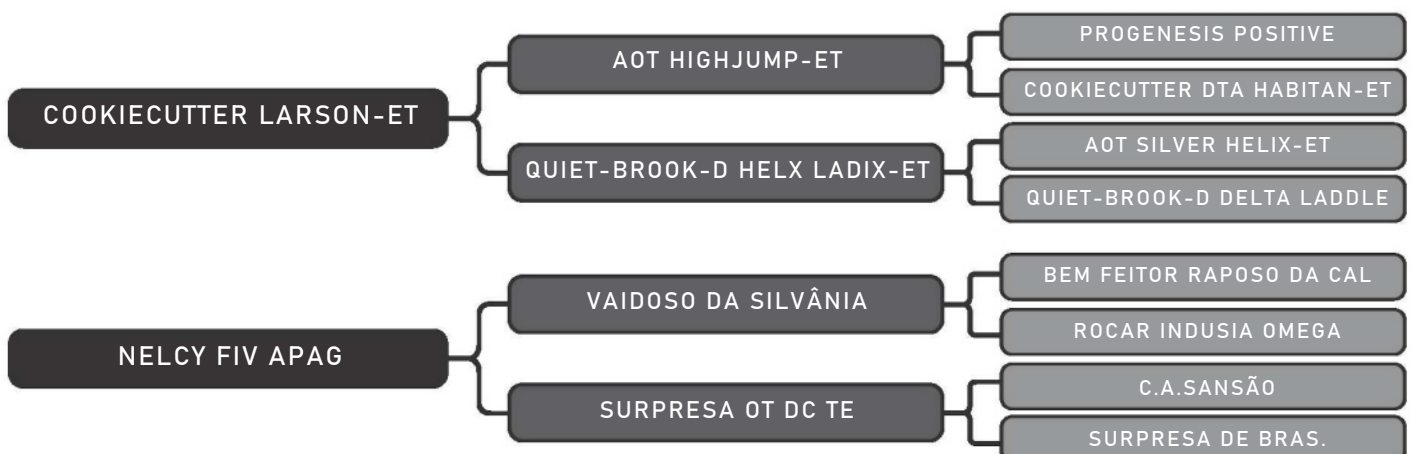 COOKIECUTTER LARSON-ET
AOT HIGHJUMP-ET
PROGENESIS POSITIVE
COOKIECUTTER DTA HABITAN-ET
QUIET-BROOK-D HELX LADIX-ET
AOT SILVER HELIX-ET
QUIET-BROOK-D DELTA LADDLE
NELCY FIV APAG
VAIDOSO DA SILVÂNIA
BEM FEITOR RAPOSO DA CAL
ROCAR INDUSIA OMEGA
SURPRESA OT DC TE
C.A.SANSÃO
SURPRESA DE BRAS.